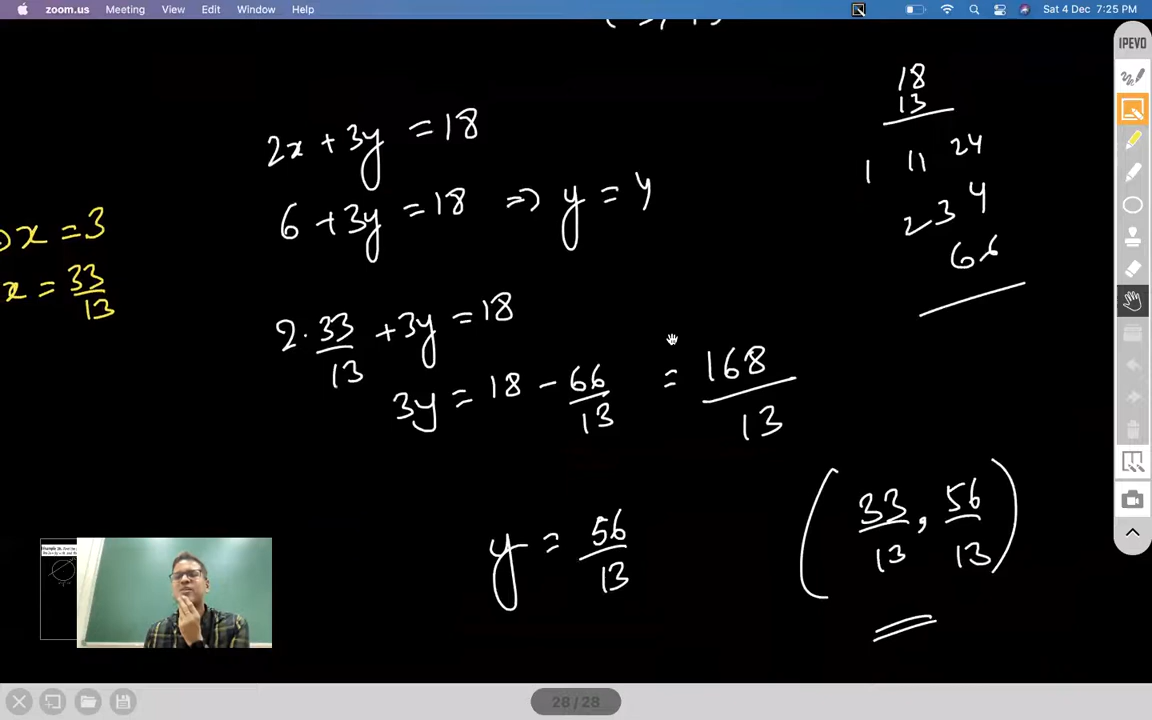 zoom.us Meeting View Edit Window Help Sat 4 Dec 7:25 PM
IPEVO
18
13
1 11 24
2 3 4
6 6
2x + 3y = 18
6 + 3y = 18 ⇒ y = 4
x = 3
x = 33/13
2 · 33/13 + 3y = 18
3y = 18 - 66/13 = 168/13
y = 56/13
(33/13, 56/13)
28 / 28